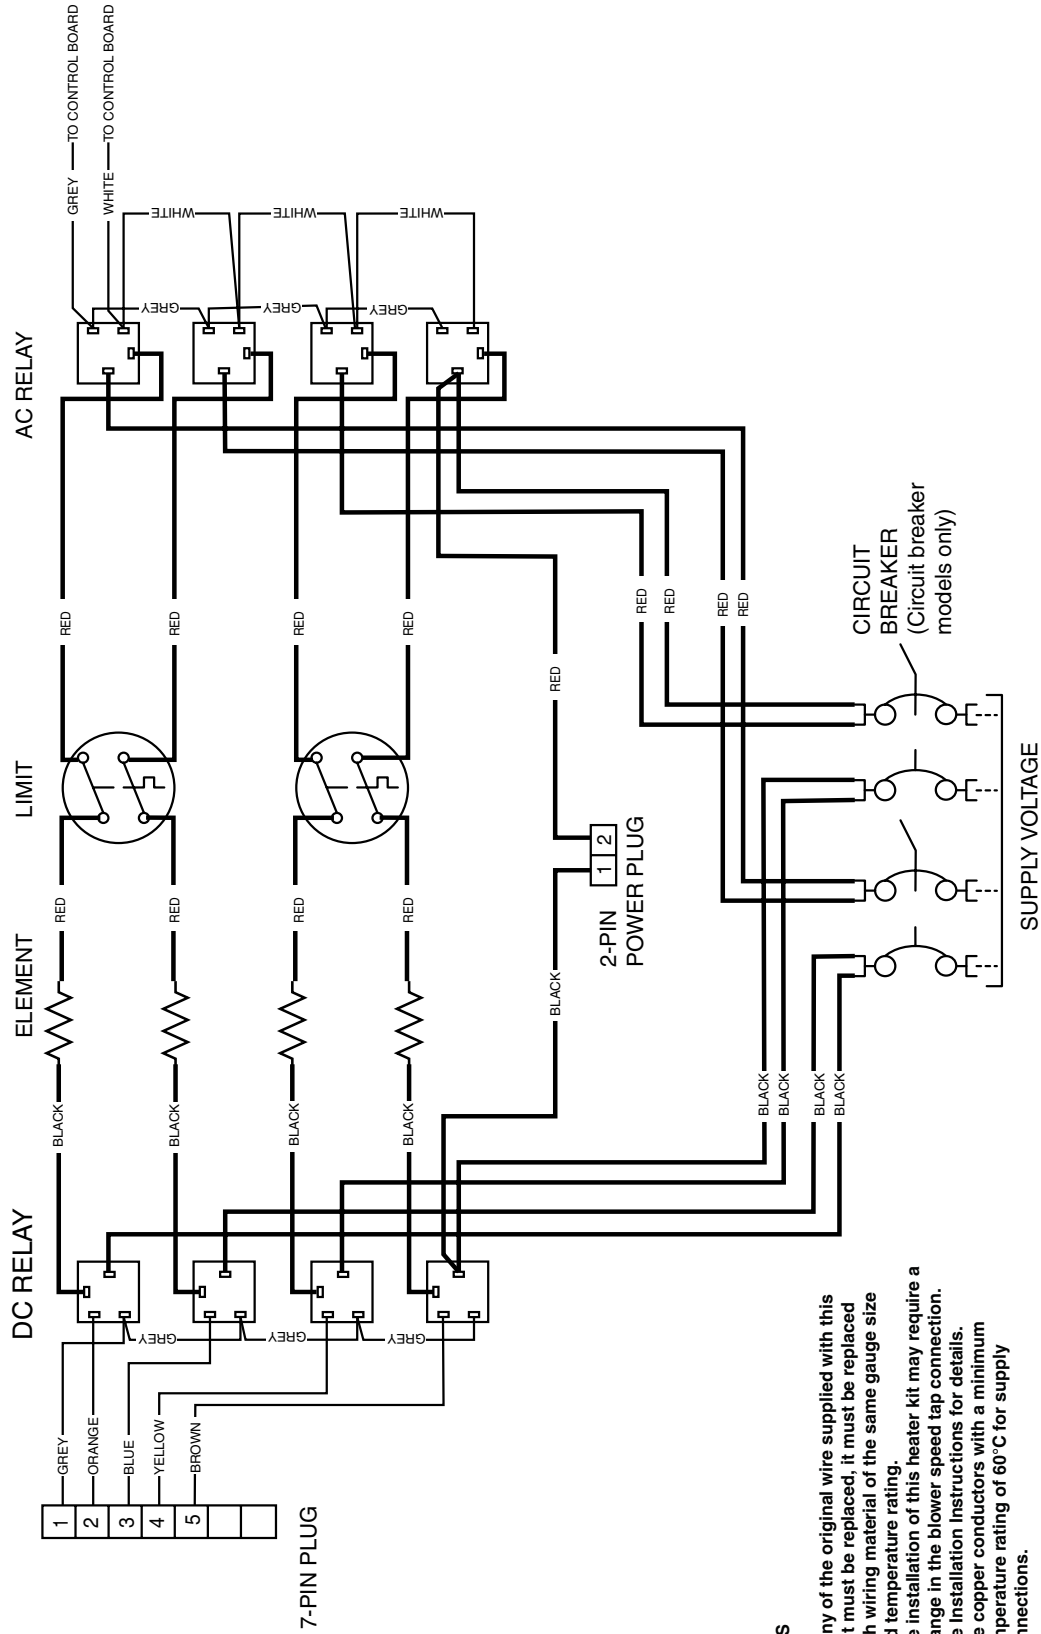 DC RELAY
ELEMENT
LIMIT
AC RELAY
GREY
TO CONTROL BOARD
WHITE
TO CONTROL BOARD
WHITE
WHITE
WHITE
GREY
GREY
GREY
BLACK
RED
RED
BLACK
RED
RED
BLACK
RED
RED
BLACK
RED
RED
1
2
3
4
5
GREY
ORANGE
BLUE
YELLOW
BROWN
GREY
GREY
GREY
7-PIN PLUG
BLACK
RED
1 2
2-PIN
POWER PLUG
RED
RED
RED
RED
BLACK
BLACK
BLACK
BLACK
CIRCUIT
BREAKER
(Circuit breaker
models only)
SUPPLY VOLTAGE
of the original wire supplied with this
must be replaced, it must be replaced
wiring material of the same gauge size
temperature rating.
installation of this heater kit may require a
in the blower speed tap connection.
Installation Instructions for details.
copper conductors with a minimum
rating of 60°C for supply